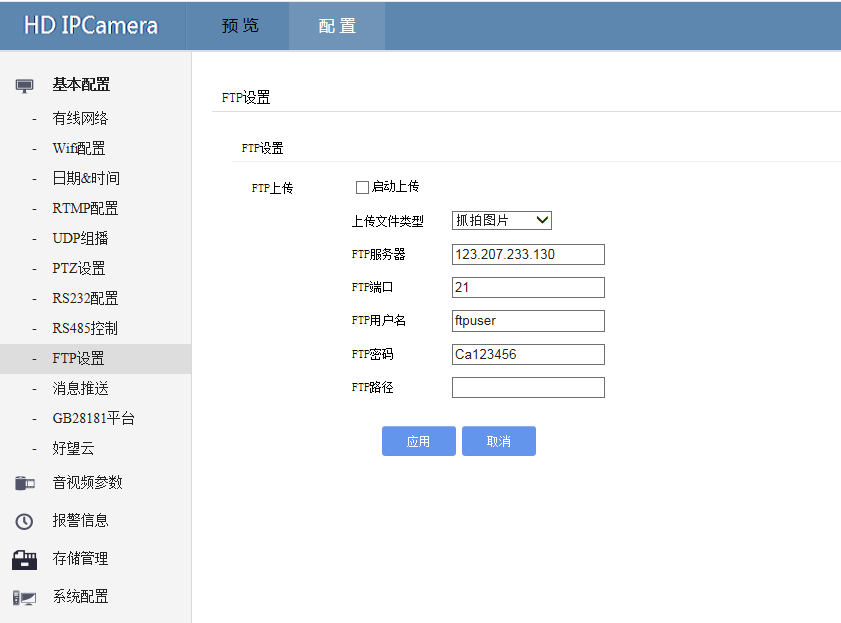 HD IPCamera
预 览
配 置
基本配置
- 有线网络
- Wifi配置
- 日期&时间
- RTMP配置
- UDP组播
- PTZ设置
- RS232配置
- RS485控制
- FTP设置
- 消息推送
- GB28181平台
- 好望云
音视频参数
报警信息
存储管理
系统配置
FTP设置
FTP设置
FTP上传 启动上传
上传文件类型 抓拍图片
FTP服务器 123.207.233.130
FTP端口 21
FTP用户名 ftpuser
FTP密码 Ca123456
FTP路径
应用 取消